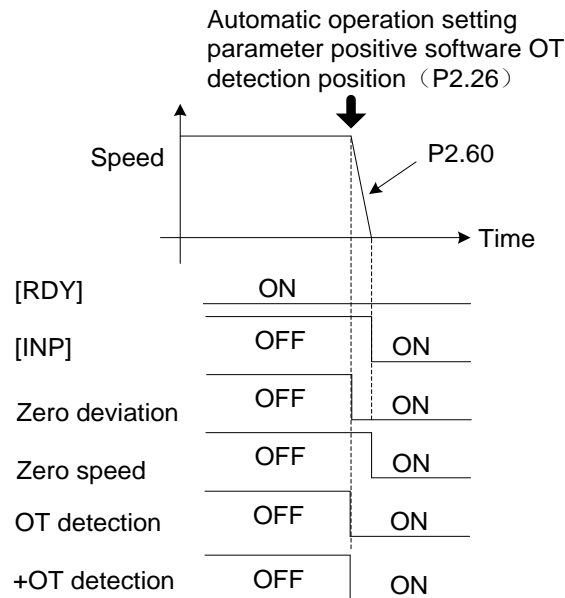 Automatic operation setting
parameter positive software OT
detection position（P2.26）
Speed
P2.60
Time
[RDY] ON
[INP] OFF ON
Zero deviation OFF ON
Zero speed OFF ON
OT detection OFF ON
+OT detection OFF ON